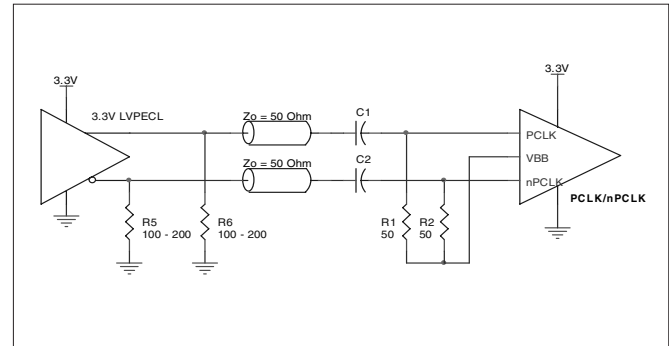 3.3V
3.3V
3.3V LVPECL
Zo = 50 Ohm
C1
PCLK
Zo = 50 Ohm
C2
VBB
nPCLK
PCLK/nPCLK
R5
100 - 200
R6
100 - 200
R1
50
R2
50